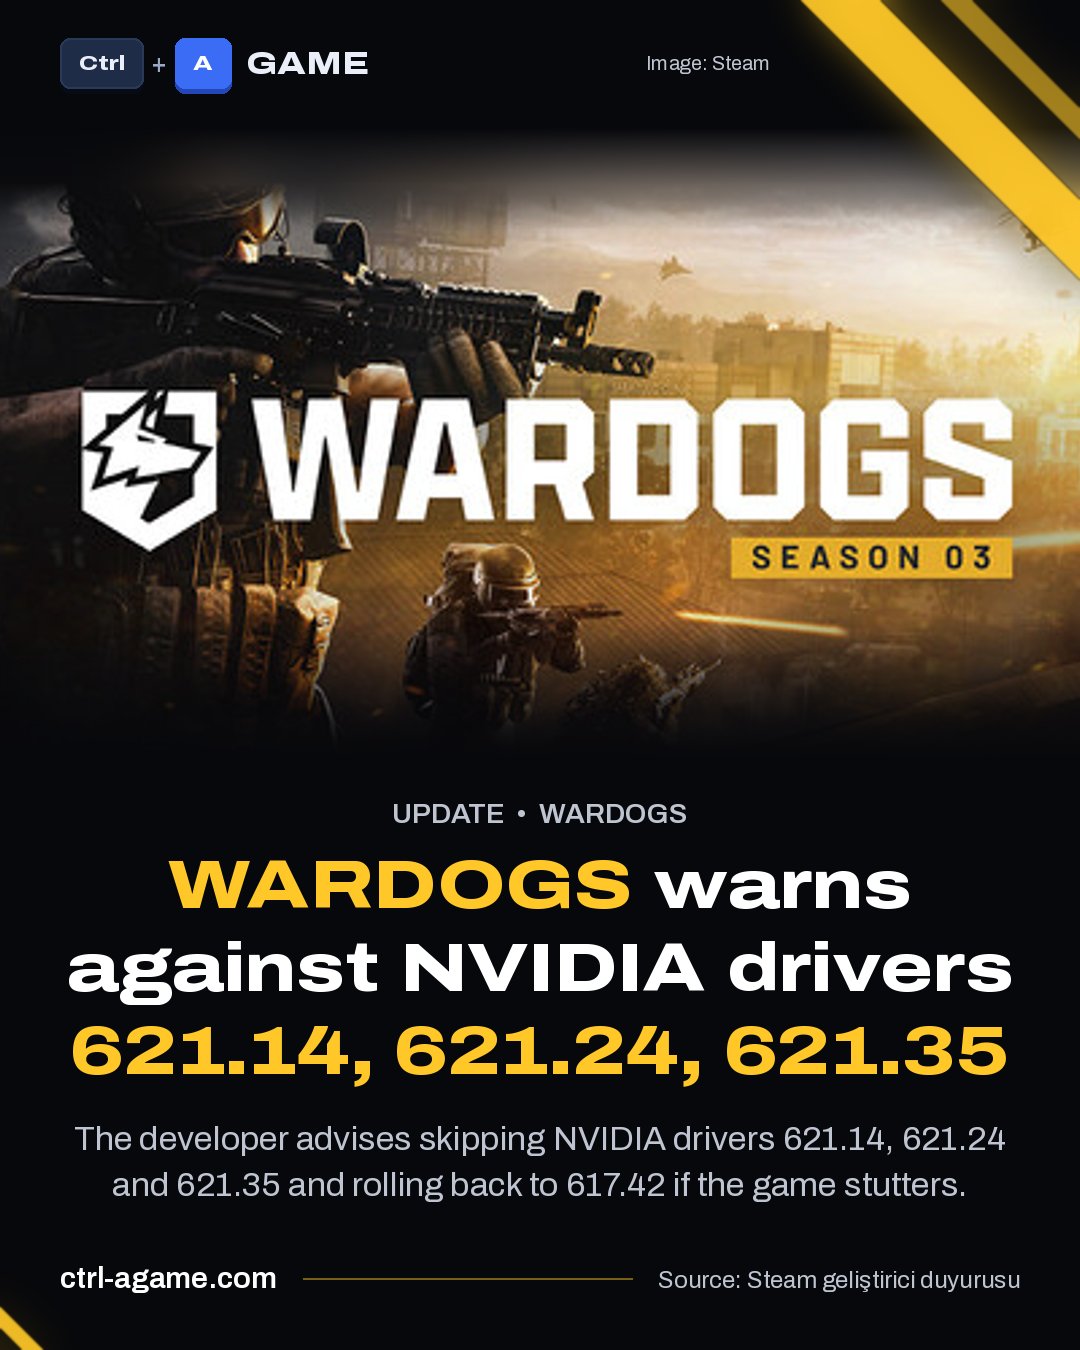 Ctrl + A GAME
Image: Steam
WARDOGS
SEASON 03
UPDATE • WARDOGS
WARDOGS warns
against NVIDIA drivers
621.14, 621.24, 621.35
The developer advises skipping NVIDIA drivers 621.14, 621.24
and 621.35 and rolling back to 617.42 if the game stutters.
ctrl-agame.com
Source: Steam geliştirici duyurusu